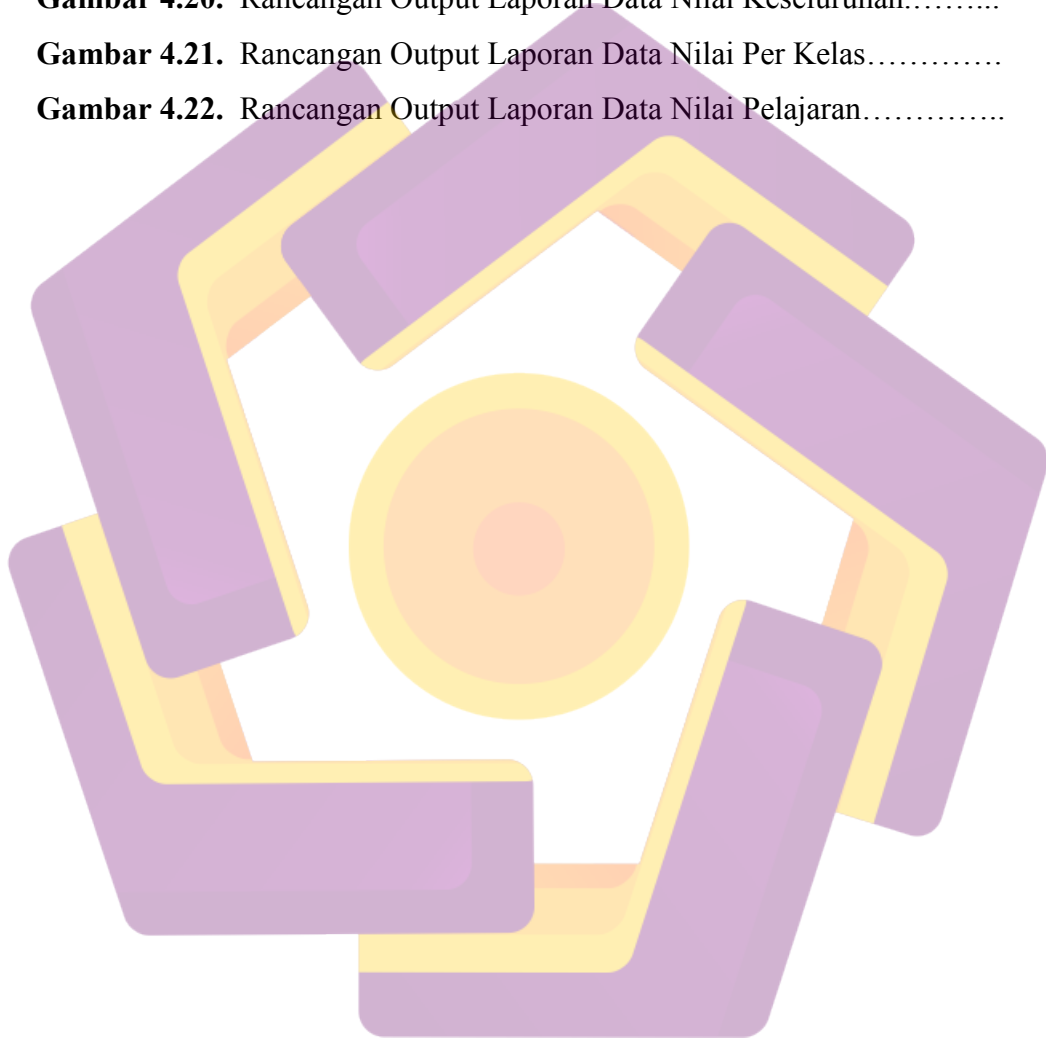 Gambar 4.20. Rancangan Output Laporan Data Nilai Keseluruhan.……...
Gambar 4.21. Rancangan Output Laporan Data Nilai Per Kelas………….
Gambar 4.22. Rancangan Output Laporan Data Nilai Pelajaran…………..